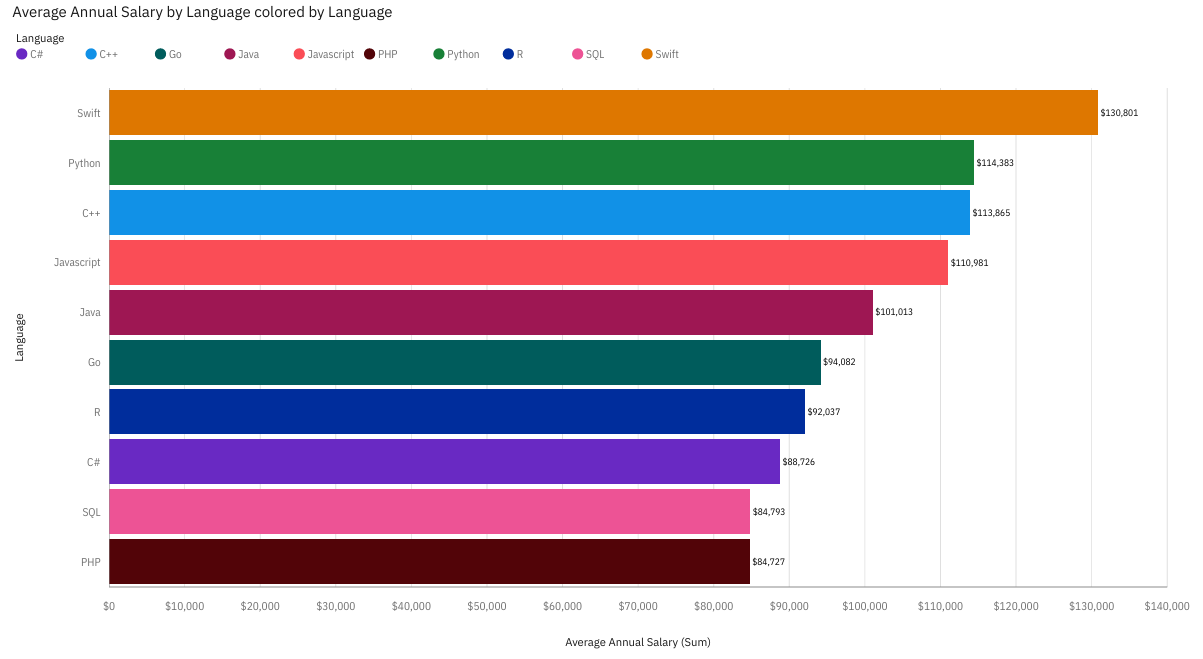 Average Annual Salary by Language colored by Language
Language
C# C++ Go Java Javascript PHP Python R SQL Swift
Swift $130,801
Python $114,383
C++ $113,865
Javascript $110,981
Java $101,013
Go $94,082
R $92,037
C# $88,726
SQL $84,793
PHP $84,727
Language
$0 $10,000 $20,000 $30,000 $40,000 $50,000 $60,000 $70,000 $80,000 $90,000 $100,000 $110,000 $120,000 $130,000 $140,000
Average Annual Salary (Sum)